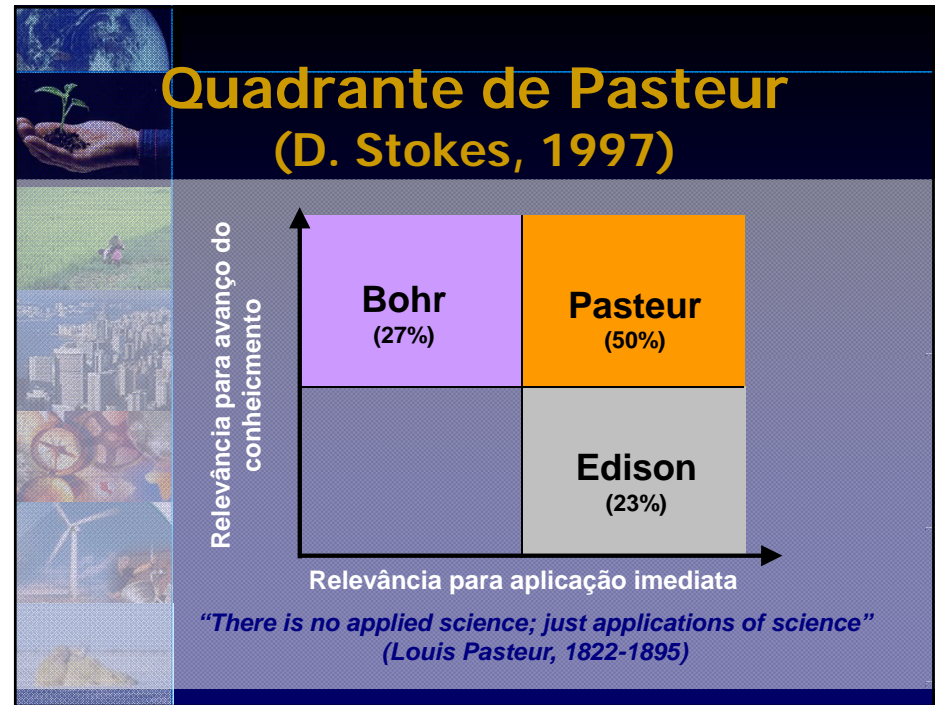 Quadrante de Pasteur
(D. Stokes, 1997)
Relevância para avanço do
conheicmento
Bohr
(27%)
Pasteur
(50%)
Edison
(23%)
Relevância para aplicação imediata
“There is no applied science; just applications of science”
(Louis Pasteur, 1822-1895)